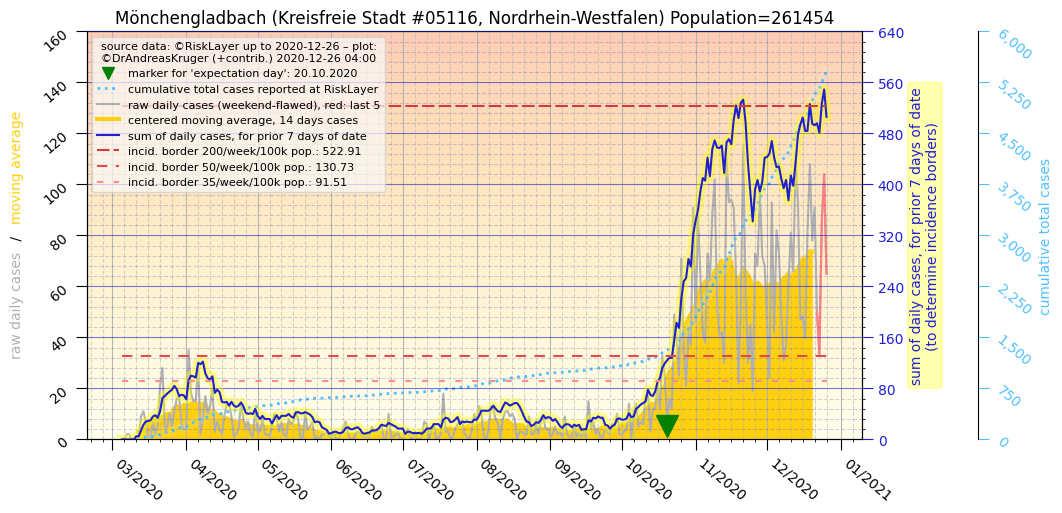 Mönchengladbach (Kreisfreie Stadt #05116, Nordrhein-Westfalen) Population=261454
source data: ©RiskLayer up to 2020-12-26 – plot:
©DrAndreasKruger (+contrib.) 2020-12-26 04:00
marker for 'expectation day': 20.10.2020
cumulative total cases reported at RiskLayer
raw daily cases (weekend-flawed), red: last 5
centered moving average, 14 days cases
sum of daily cases, for prior 7 days of date
incid. border 200/week/100k pop.: 522.91
incid. border 50/week/100k pop.: 130.73
incid. border 35/week/100k pop.: 91.51
raw daily cases / moving average
160
140
120
100
80
60
40
20
0
640
560
480
400
320
240
160
80
0
sum of daily cases, for prior 7 days of date
(to determine incidence borders)
6,000
5,250
4,500
3,750
3,000
2,250
1,500
750
0
cumulative total cases
03/2020
04/2020
05/2020
06/2020
07/2020
08/2020
09/2020
10/2020
11/2020
12/2020
01/2021